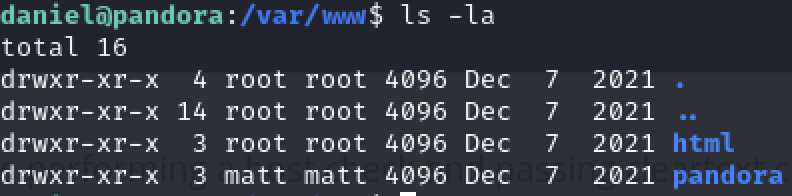 daniel@pandora:/var/www$ ls -la
total 16
drwxr-xr-x  4 root root 4096 Dec  7  2021 .
drwxr-xr-x 14 root root 4096 Dec  7  2021 ..
drwxr-xr-x  3 root root 4096 Dec  7  2021 html
drwxr-xr-x  3 matt matt 4096 Dec  7  2021 pandora